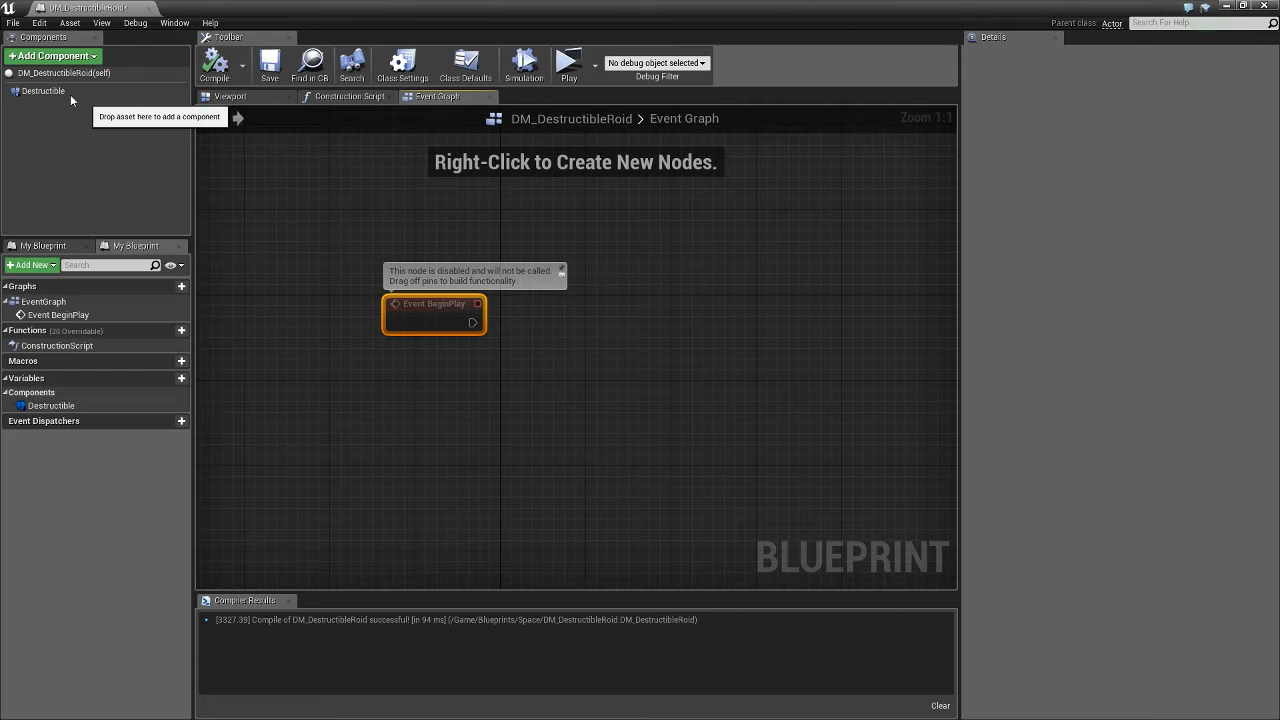 DM_DestructibleRoid*
File Edit Asset View Debug Window Help
Parent class: Actor
Search For Help
Components
Toolbar
Details
+Add Component
Compile
Save
Find in CB
Search
Class Settings
Class Defaults
Simulation
Play
No debug object selected
Debug Filter
DM_DestructibleRoid(self)
Destructible
Drop asset here to add a component
Viewport
Construction Script
Event Graph
DM_DestructibleRoid > Event Graph
Zoom 1:1
Right-Click to Create New Nodes.
My Blueprint
My Blueprint
+Add New
Search
Graphs
EventGraph
Event BeginPlay
Functions (20 Overridable)
ConstructionScript
Macros
Variables
Components
Destructible
Event Dispatchers
This node is disabled and will not be called.
Drag off pins to build functionality.
Event BeginPlay
BLUEPRINT
Compiler Results
[3327.39] Compile of DM_DestructibleRoid successful! [in 94 ms] (/Game/Blueprints/Space/DM_DestructibleRoid.DM_DestructibleRoid)
Clear